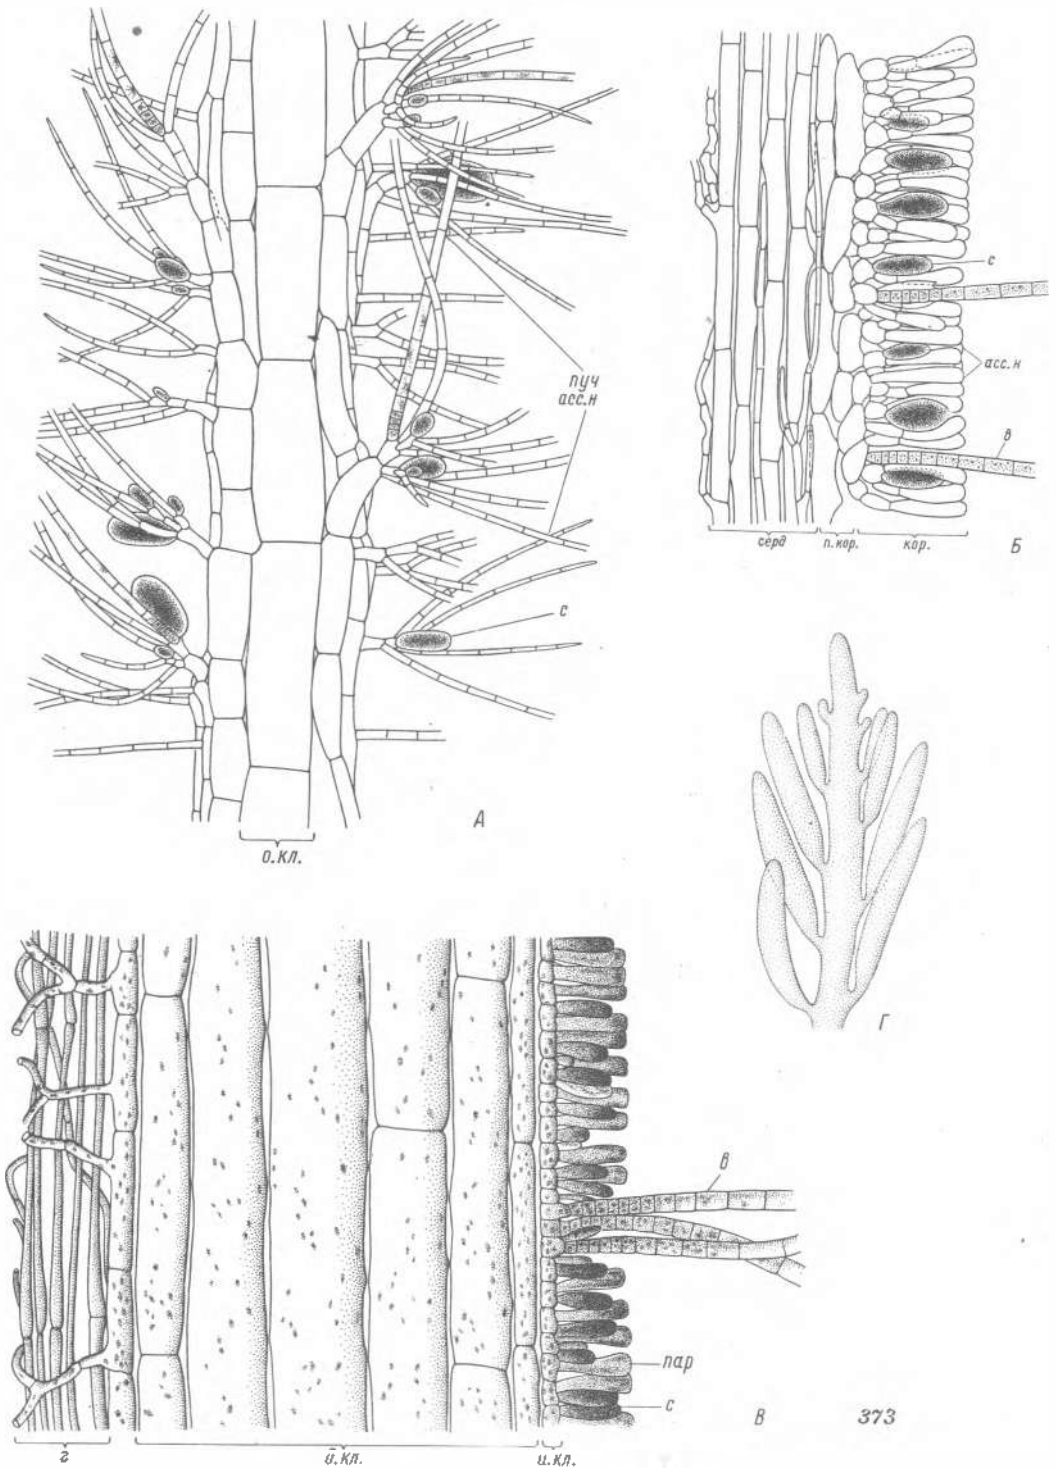 пуч
асс.н
с
А
о.кл.
с
асс.н
в
серд
п.кор.
кор.
Б
Г
в
пар
с
В
373
г
в.кл.
и.кл.